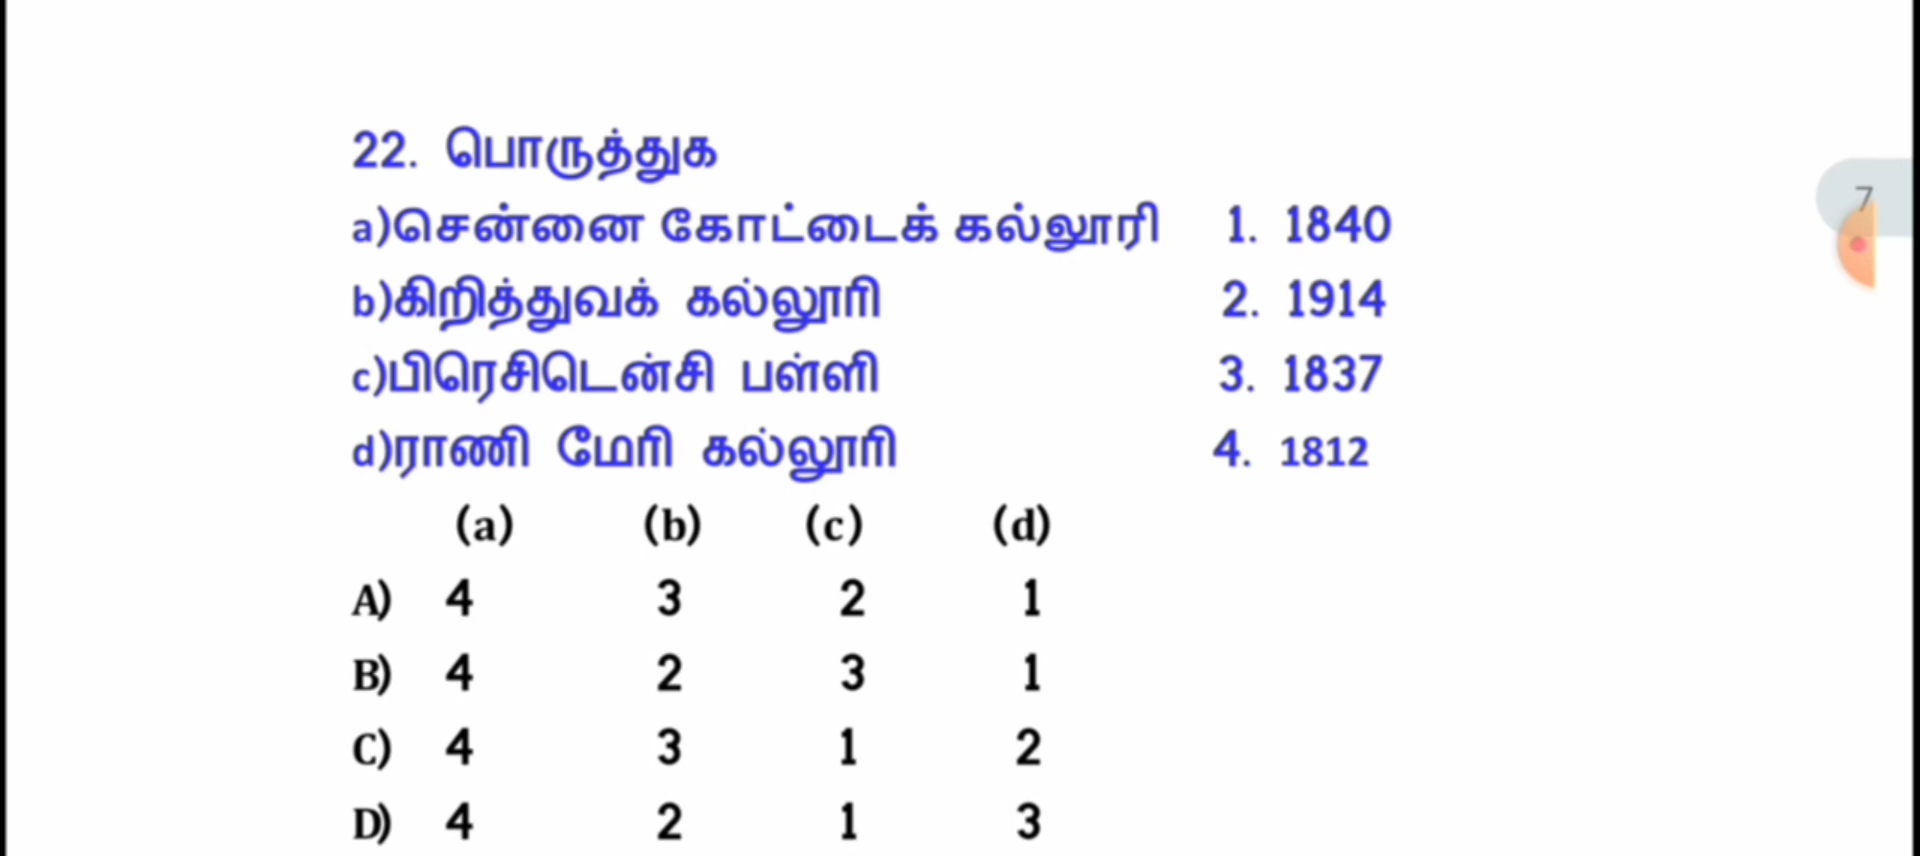 22. பொருத்துக
a)சென்னை கோட்டைக் கல்லூரி 1. 1840
b)கிறித்துவக் கல்லூரி 2. 1914
c)பிரெசிடென்சி பள்ளி 3. 1837
d)ராணி மேரி கல்லூரி 4. 1812
(a) (b) (c) (d)
A) 4 3 2 1
B) 4 2 3 1
C) 4 3 1 2
D) 4 2 1 3
7